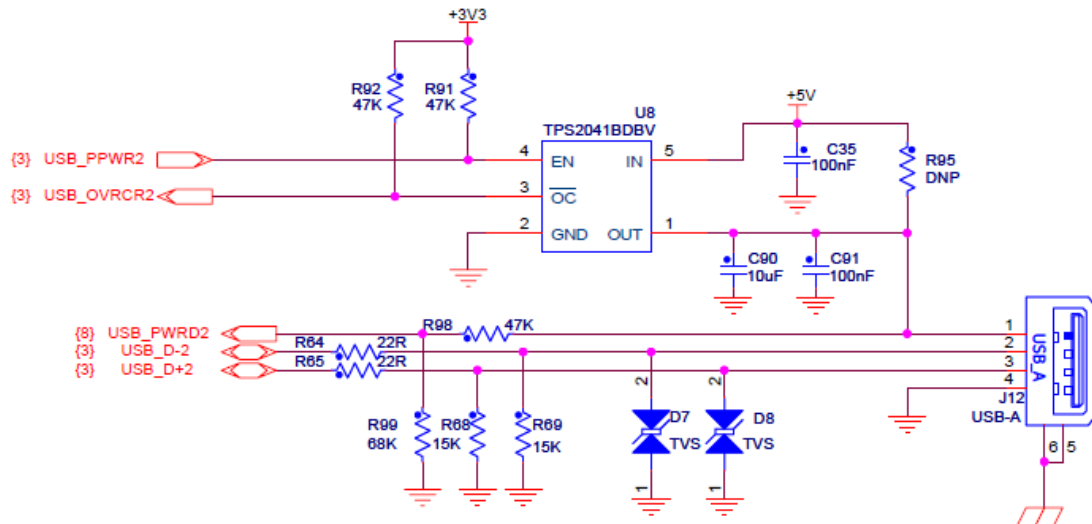 +3V3
R92
47K
R91
47K
U8
TPS2041BDBV
+5V
{3} USB_PPWR2
4 EN IN 5
C35
100nF
R95
DNP
{3} USB_OVRCR2
3 OC
2 GND OUT 1
C90
10uF
C91
100nF
{8} USB_PWRD2
R98 47K
1
{3} USB_D-2
R64 22R
2
{3} USB_D+2
R65 22R
3
4
USB_A
J12
USB-A
R99
68K
R68
15K
R69
15K
2
D7
TVS
1
2
D8
TVS
1
6 5